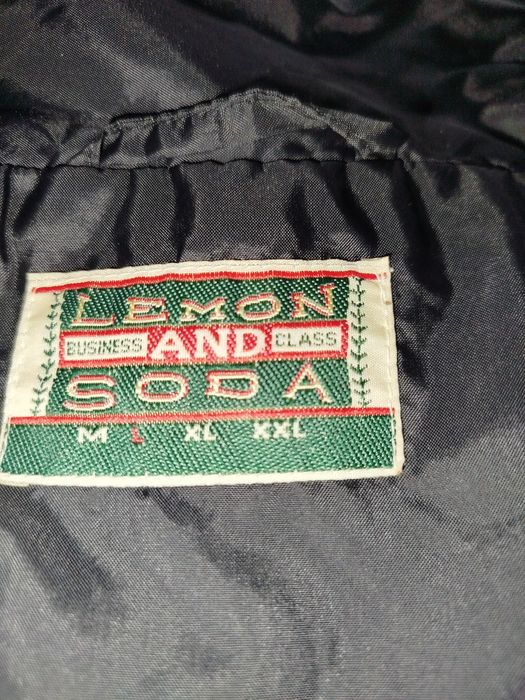 LEMON
BUSINESS AND CLASS
SODA
M L XL XXL